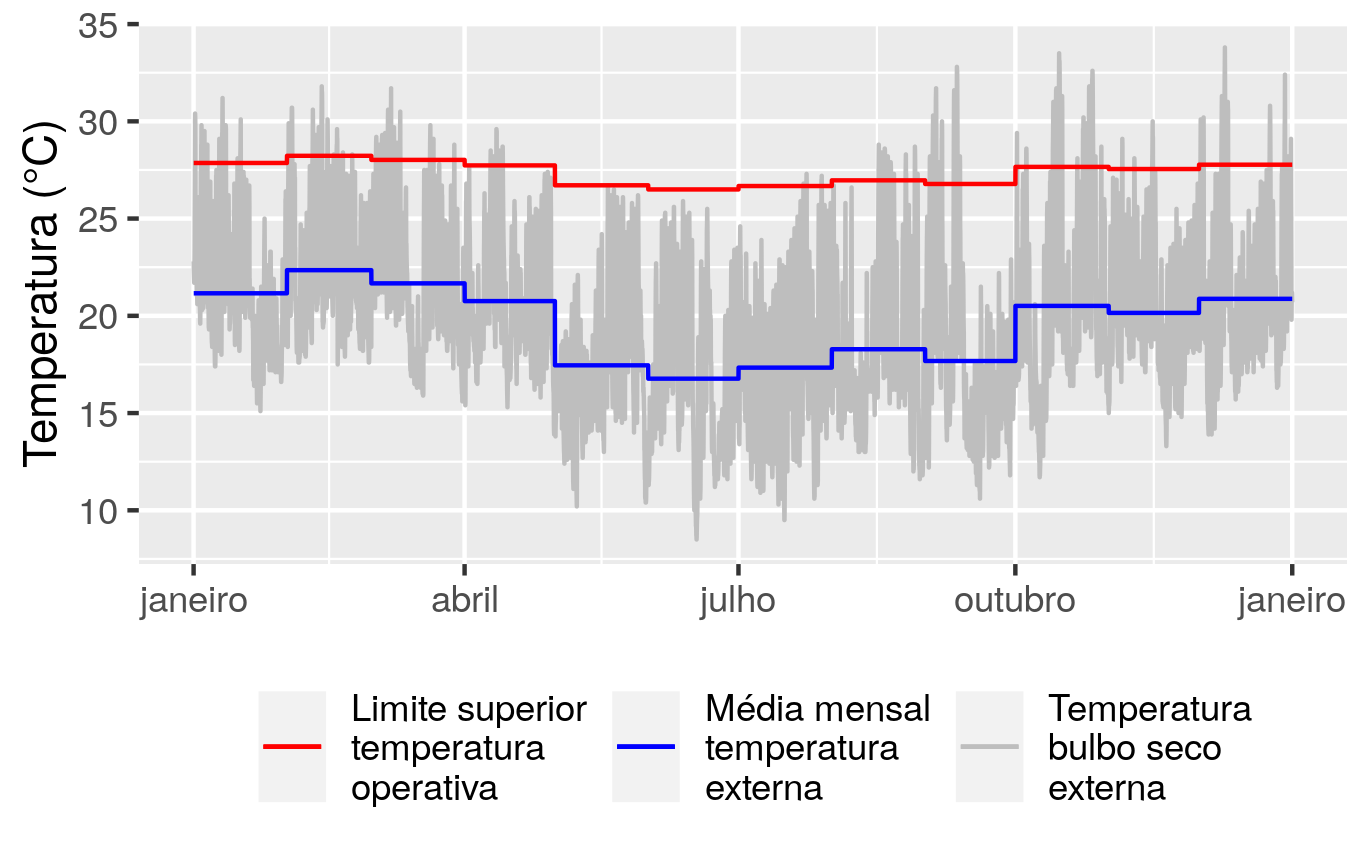 Temperatura (°C)
35
30
25
20
15
10
janeiro abril julho outubro janeiro
Limite superior
temperatura
operativa
Média mensal
temperatura
externa
Temperatura
bulbo seco
externa